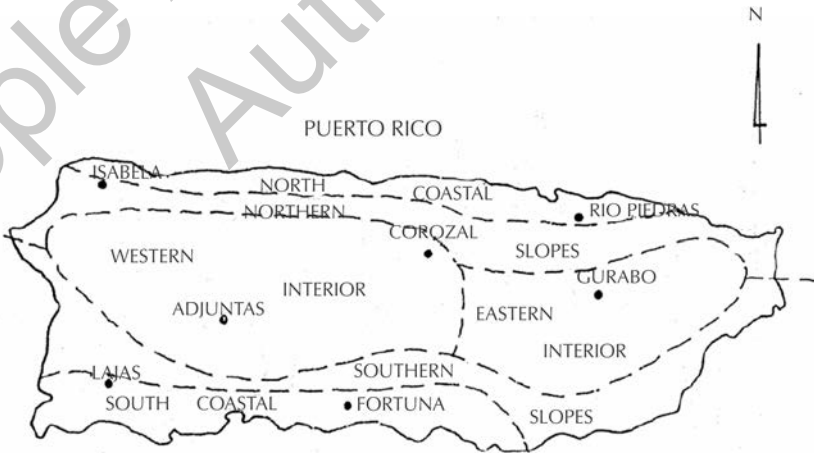 N
PUERTO RICO
ISABELA
NORTH
COASTAL
NORTHERN
RIO PIEDRAS
COROZAL
SLOPES
WESTERN
GURABO
INTERIOR
ADJUNTAS
EASTERN
INTERIOR
SOUTHERN
LAJAS
SOUTH COASTAL FORTUNA
SLOPES